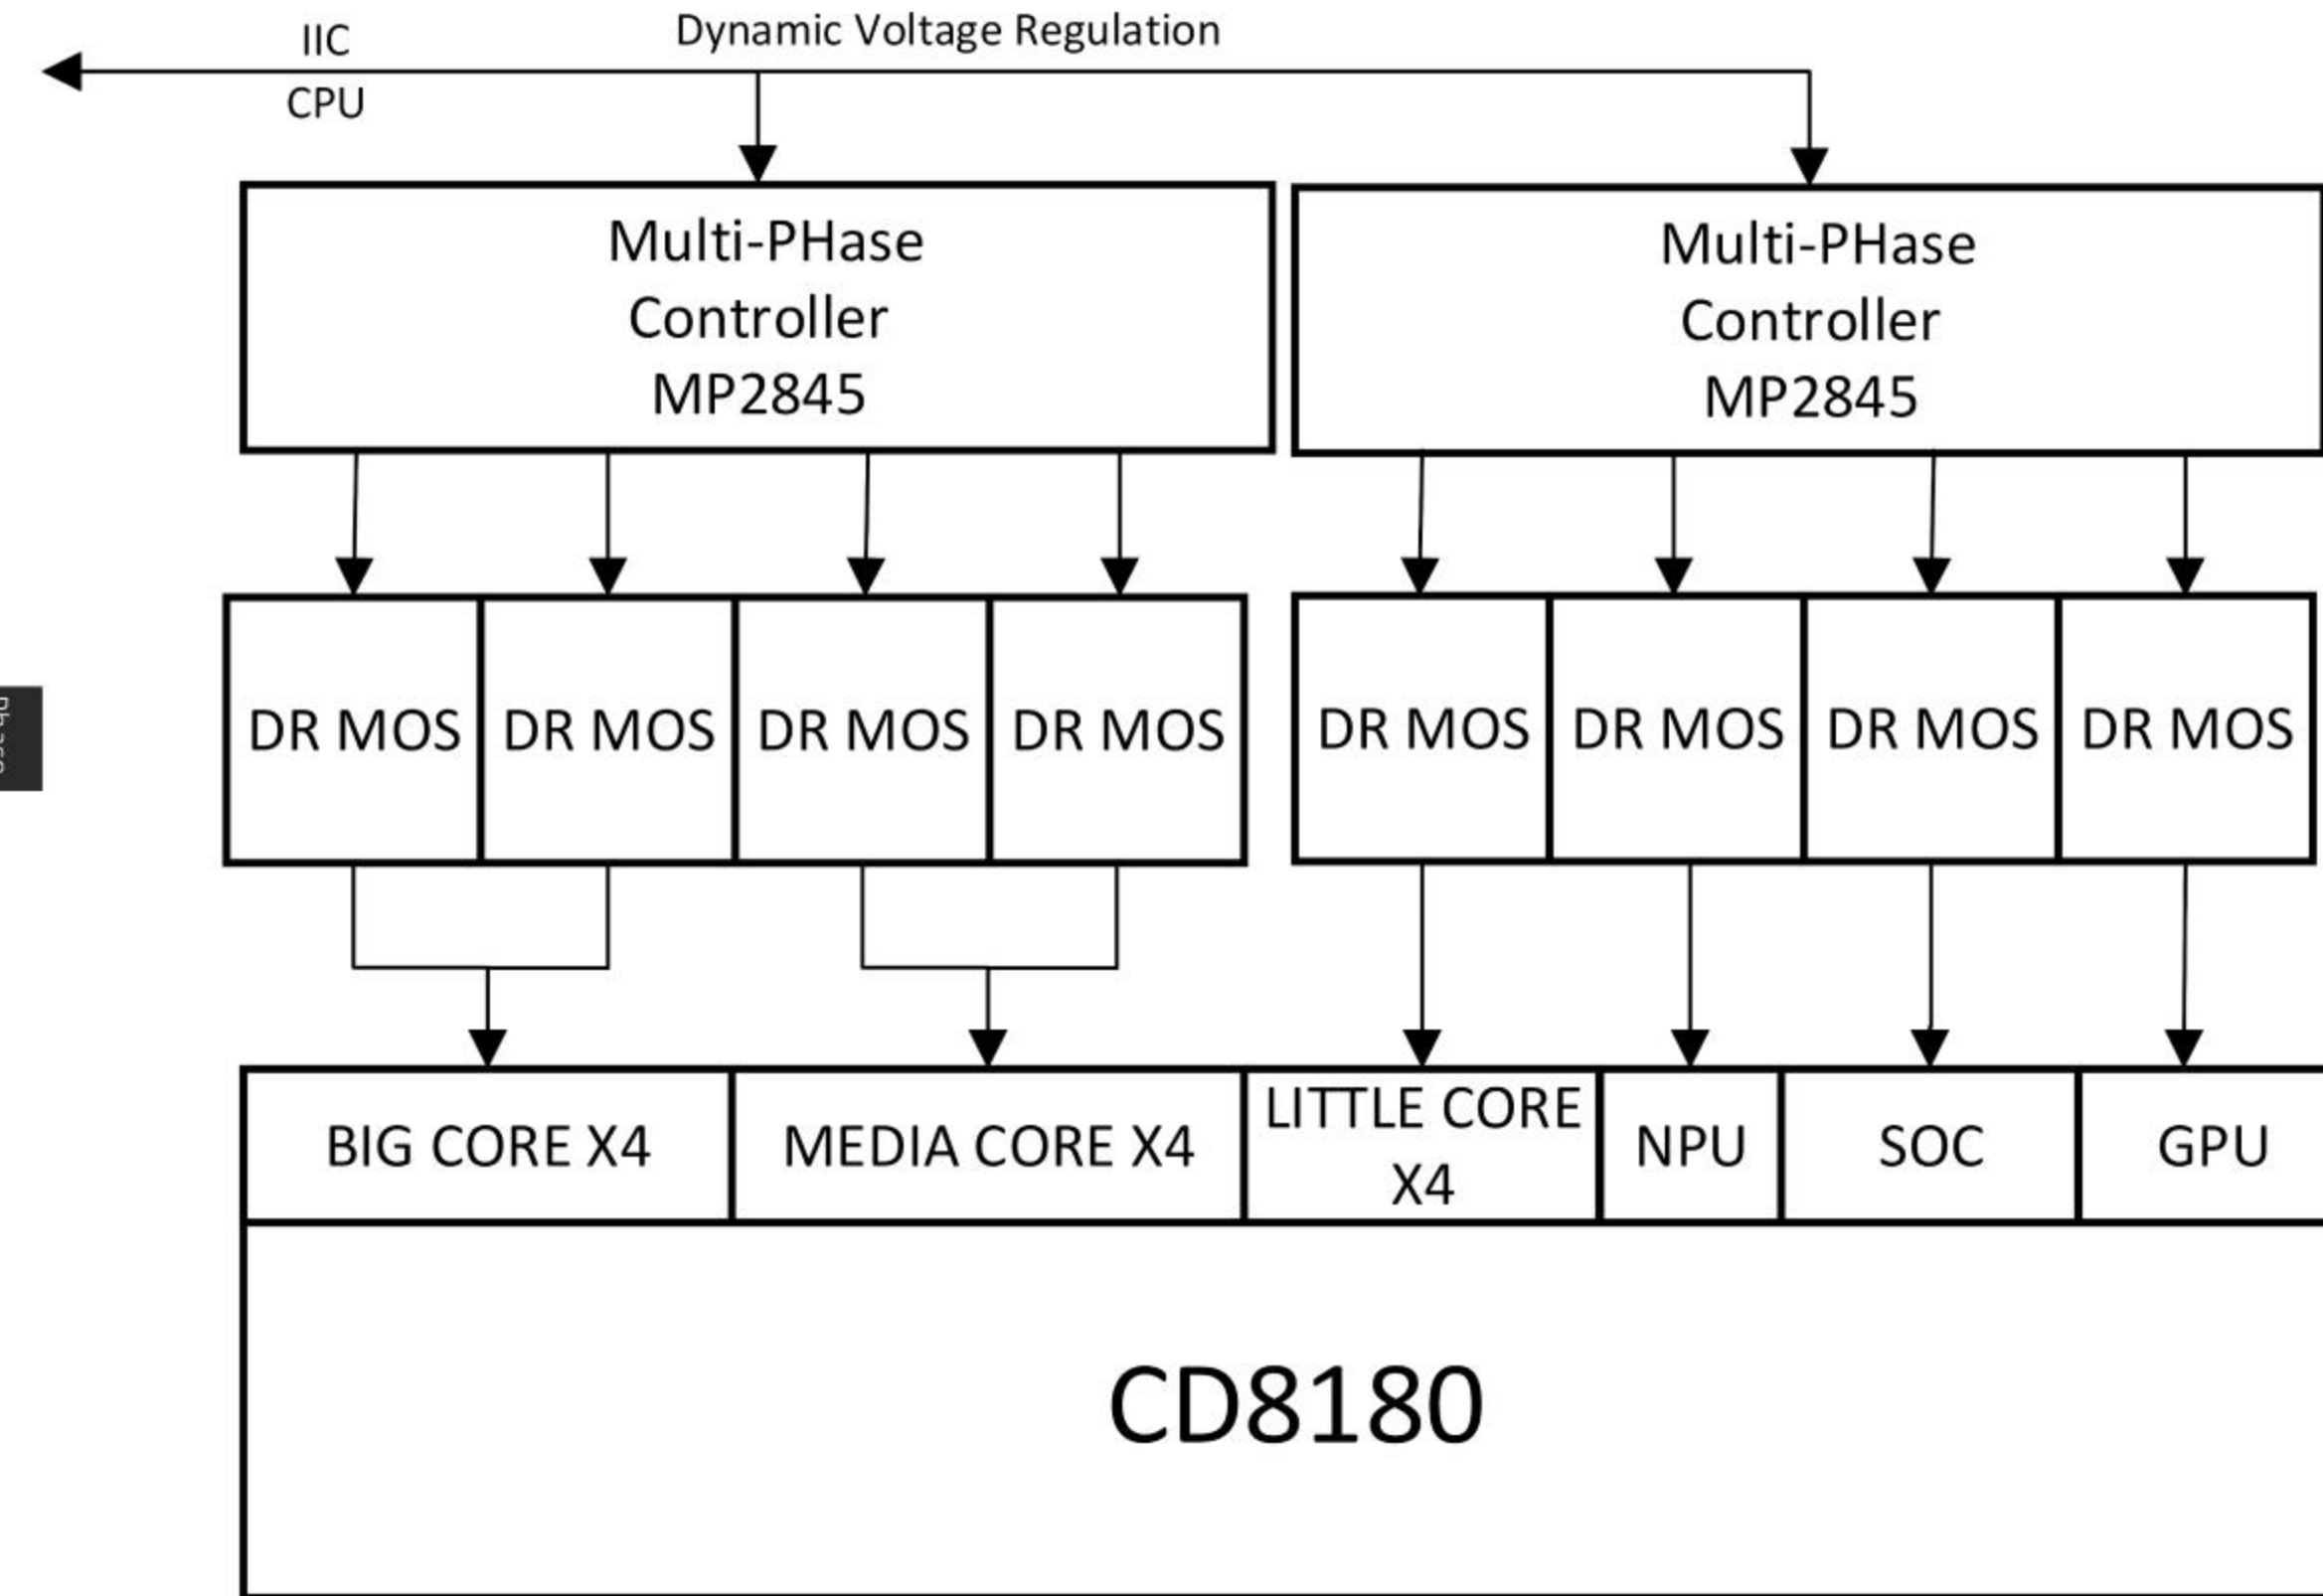 IIC
Dynamic Voltage Regulation
CPU
Multi-PHase
Controller
MP2845
Multi-PHase
Controller
MP2845
DR MOS
DR MOS
DR MOS
DR MOS
DR MOS
DR MOS
DR MOS
DR MOS
BIG CORE X4
MEDIA CORE X4
LITTLE CORE
X4
NPU
SOC
GPU
CD8180